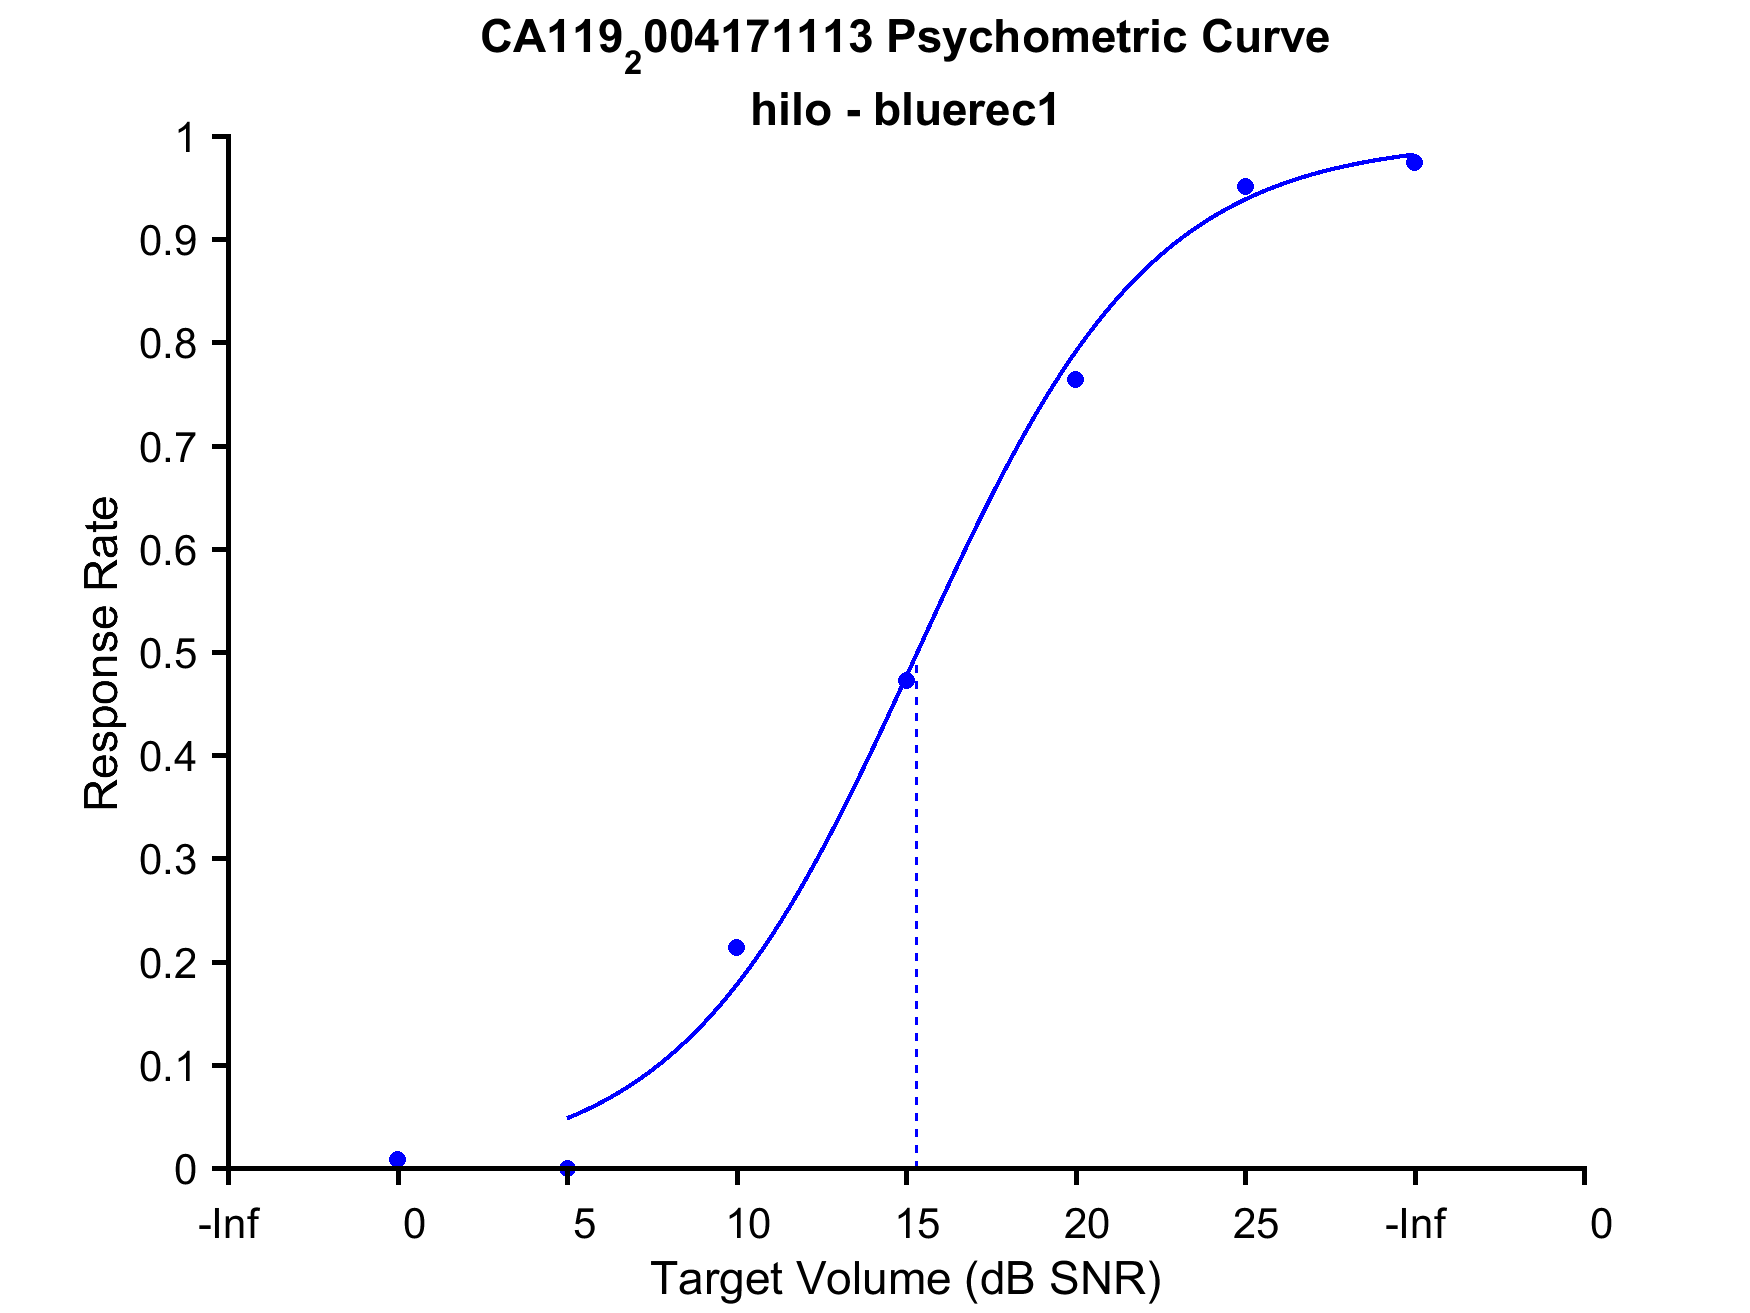 CA119₂004171113 Psychometric Curve
hilo - bluerec1
1
0.9
0.8
0.7
0.6
0.5
0.4
0.3
0.2
0.1
0
Response Rate
-Inf 0 5 10 15 20 25 -Inf 0
Target Volume (dB SNR)